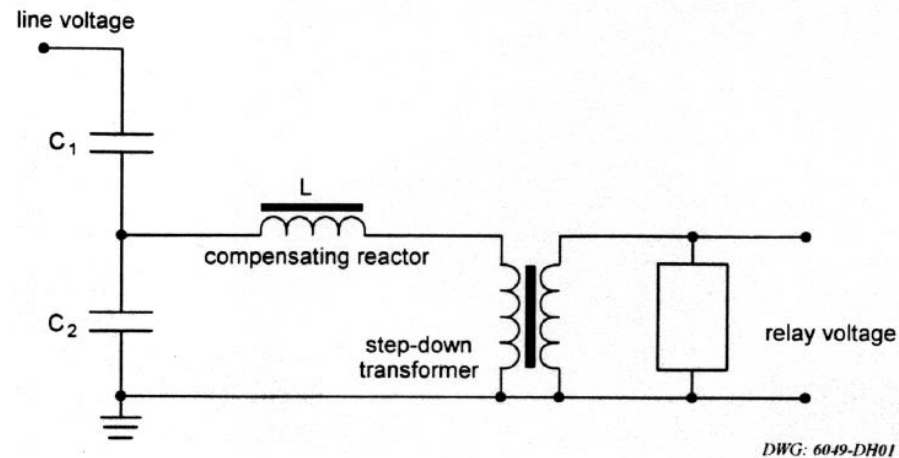 line voltage
C1
L
compensating reactor
C2
step-down
transformer
relay voltage
DWG: 6049-DH01